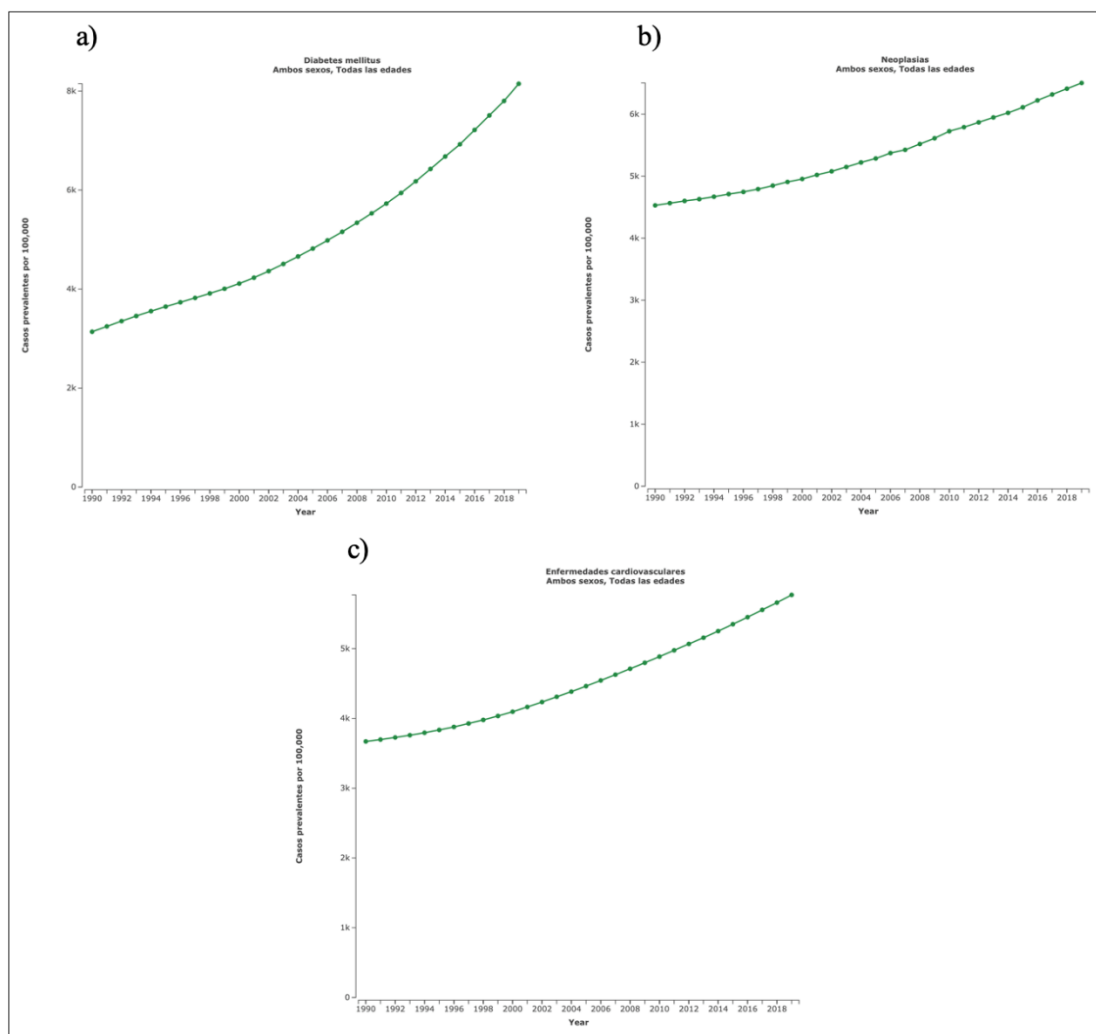 a)
Diabetes mellitus
Ambos sexos, Todas las edades
8k
6k
4k
2k
0
Casos prevalentes por 100,000
1990 1992 1994 1996 1998 2000 2002 2004 2006 2008 2010 2012 2014 2016 2018
Year
b)
Neoplasias
Ambos sexos, Todas las edades
6k
5k
4k
3k
2k
1k
0
Casos prevalentes por 100,000
1990 1992 1994 1996 1998 2000 2002 2004 2006 2008 2010 2012 2014 2016 2018
Year
c)
Enfermedades cardiovasculares
Ambos sexos, Todas las edades
5k
4k
3k
2k
1k
0
Casos prevalentes por 100,000
1990 1992 1994 1996 1998 2000 2002 2004 2006 2008 2010 2012 2014 2016 2018
Year